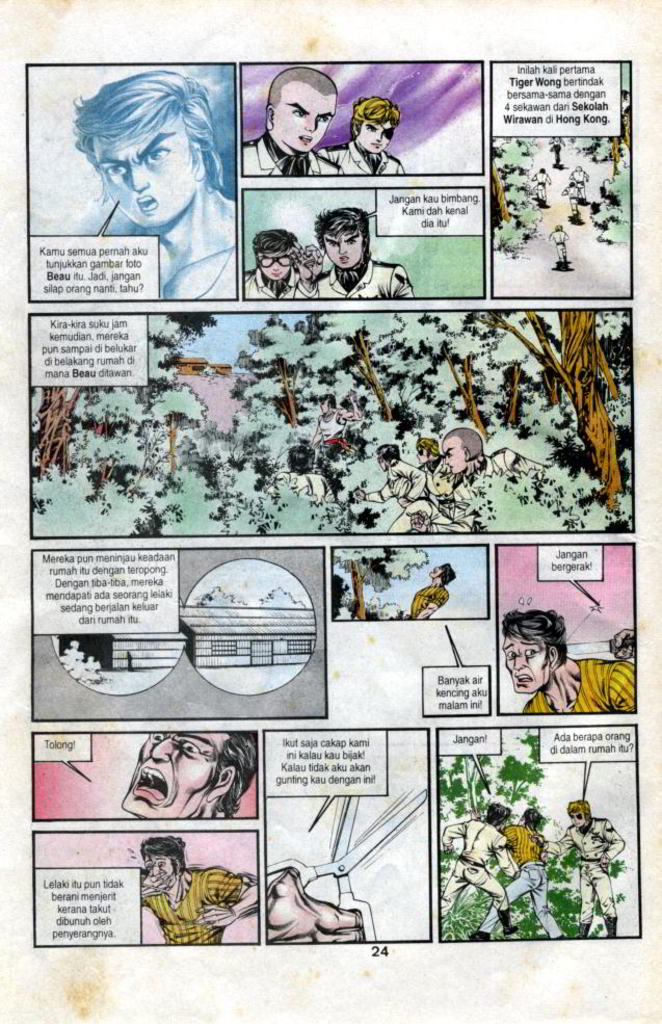 Kamu semua pernah aku
tunjukkan gambar foto
Beau itu. Jadi, jangan
silap orang nanti, tahu?
Jangan kau bimbang.
Kami dah kenal
dia itu!
Inilah kali pertama
Tiger Wong bertindak
bersama-sama dengan
4 sekawan dari Sekolah
Wirawan di Hong Kong.
Kira-kira suku jam
kemudian, mereka
pun sampai di belukar
di belakang rumah di
mana Beau ditawan.
Mereka pun meninjau keadaan
rumah itu dengan teropong.
Dengan tiba-tiba, mereka
mendapati ada seorang lelaki
sedang berjalan keluar
dari rumah itu.
Banyak air
kencing aku
malam ini!
Jangan
bergerak!
Tolong!
Lelaki itu pun tidak
berani menjerit
kerana takut
dibunuh oleh
penyerangnya.
Ikut saja cakap kami
ini kalau kau bijak!
Kalau tidak aku akan
gunting kau dengan ini!
Jangan!
Ada berapa orang
di dalam rumah itu?
24